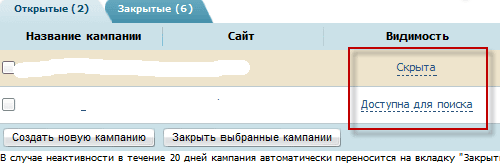 Открытые (2) Закрытые (6)
Название кампании Сайт Видимость
Скрыта
Доступна для поиска
Создать новую кампанию Закрыть выбранные кампании
В случае неактивности в течение 20 дней кампания автоматически переносится на вкладку "Закрыть